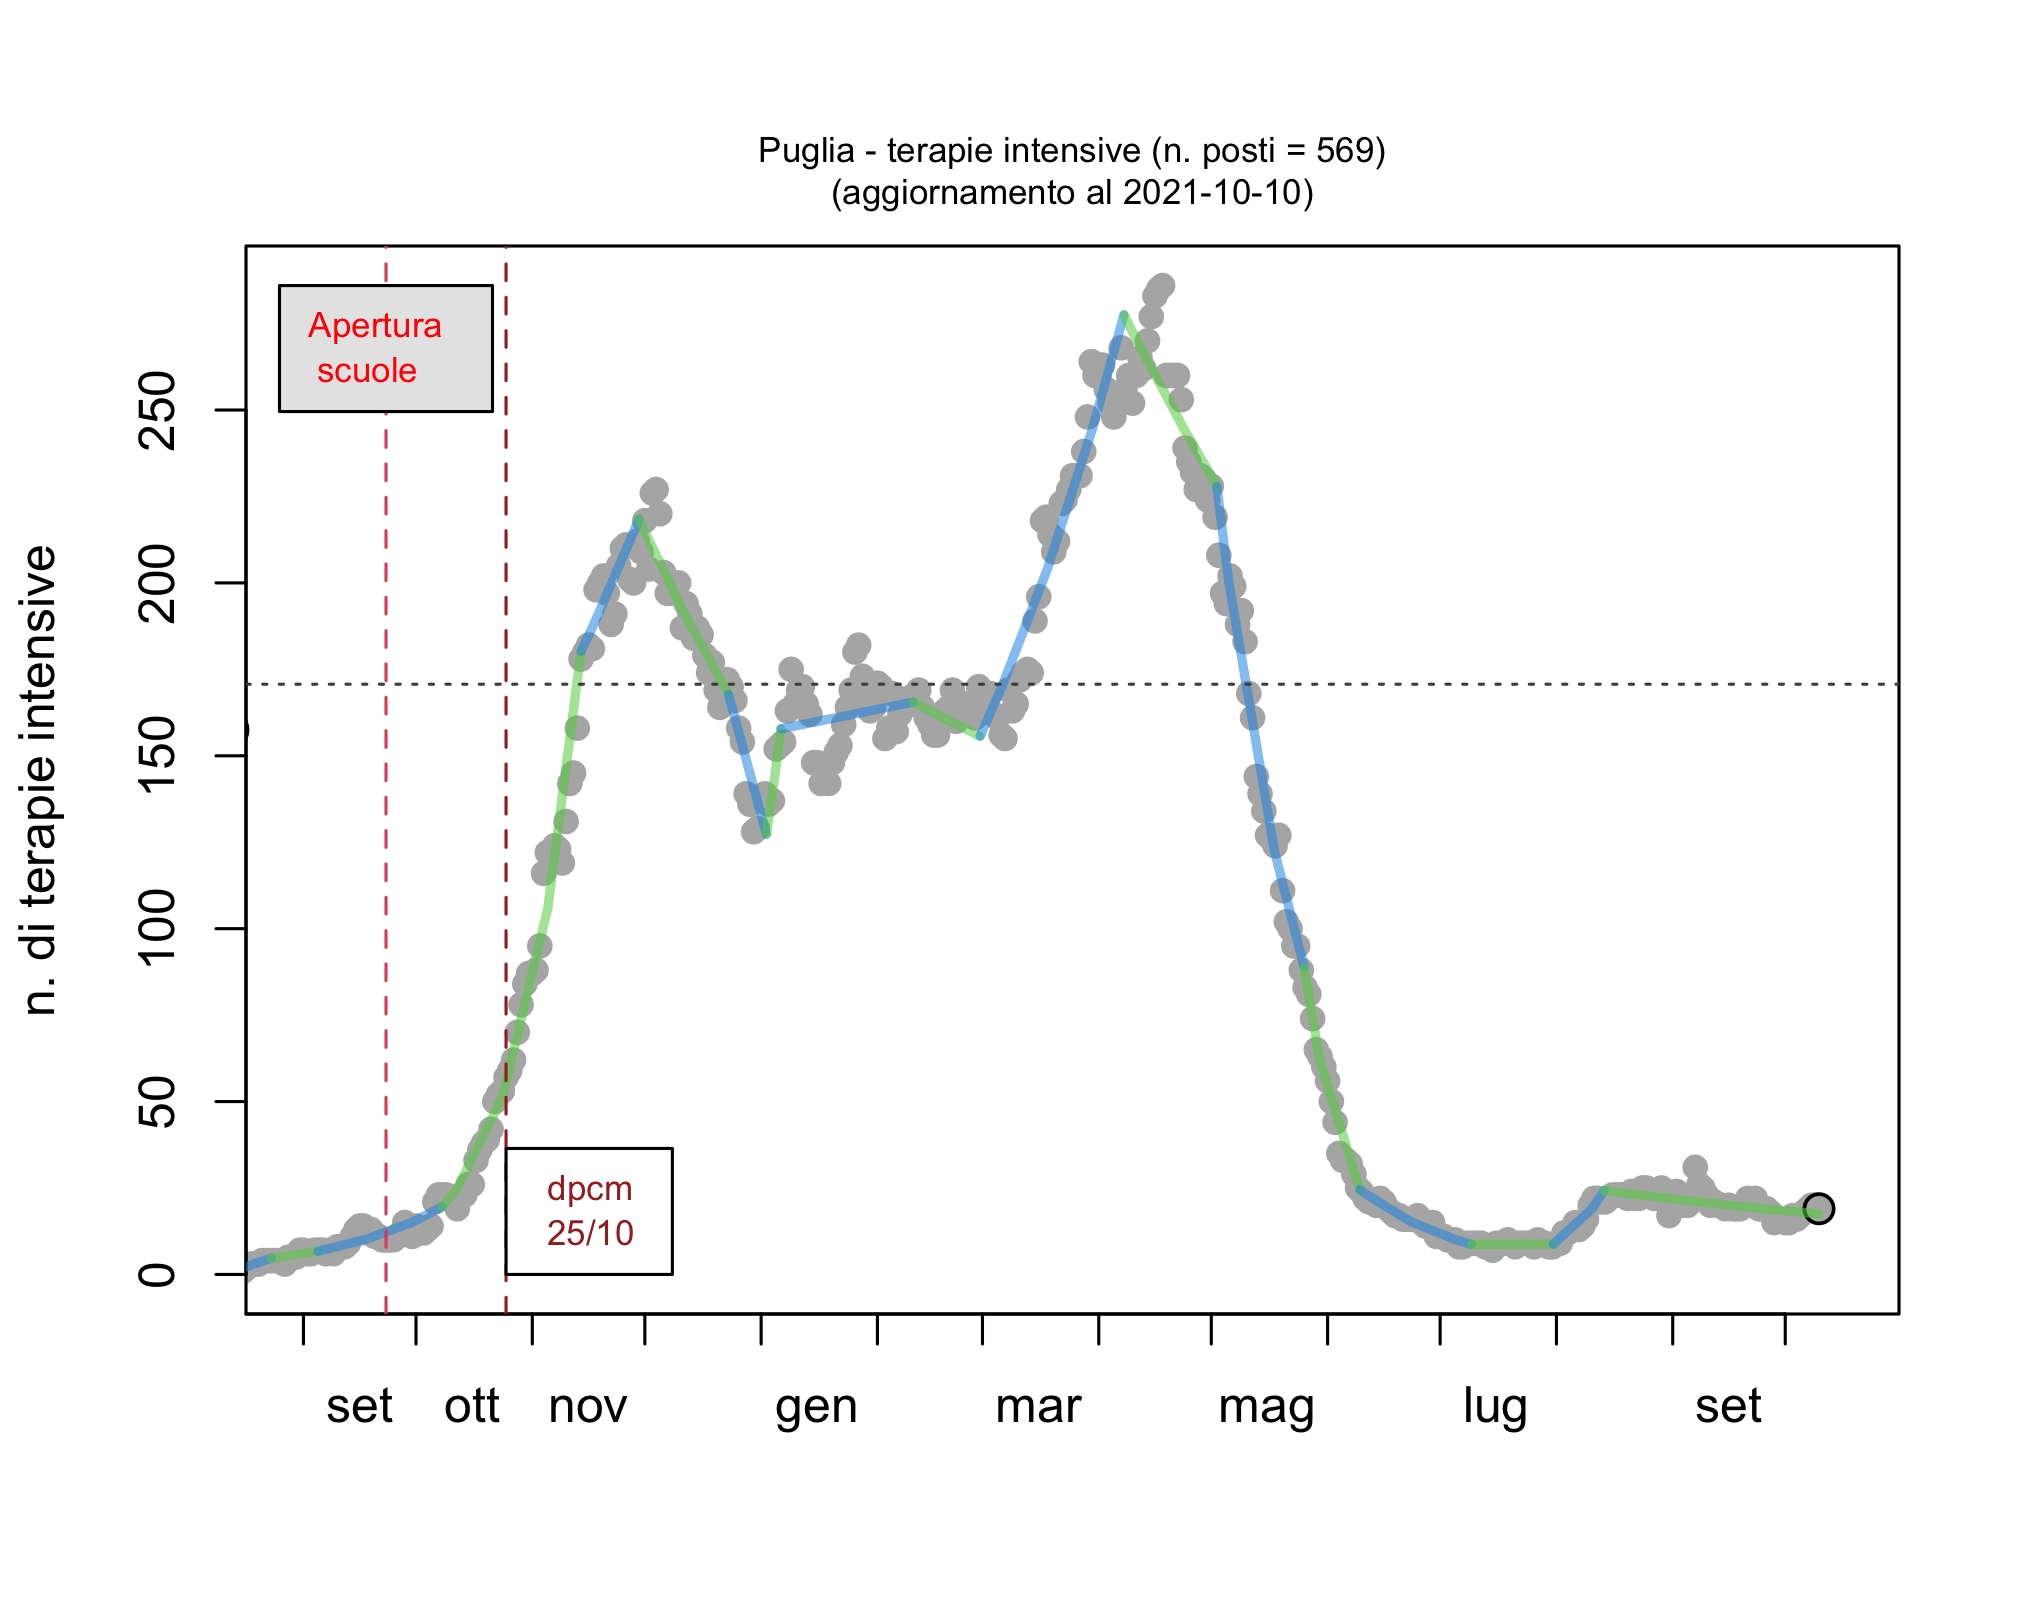 Puglia - terapie intensive (n. posti = 569)
(aggiornamento al 2021-10-10)
n. di terapie intensive
250
200
150
100
50
0
Apertura
scuole
dpcm
25/10
set ott nov gen mar mag lug set